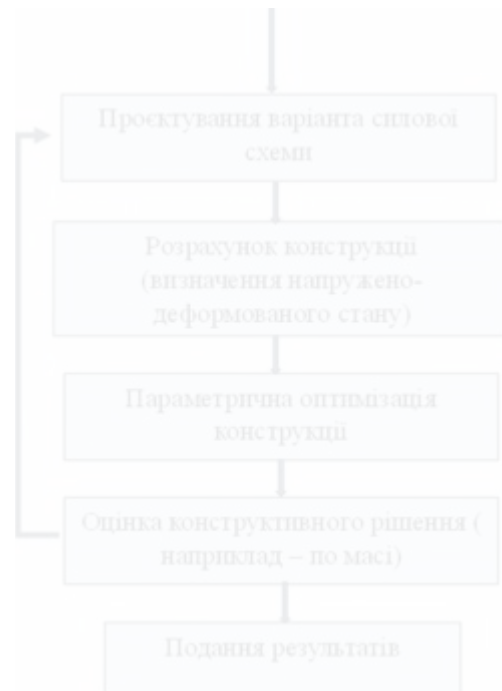 Проєктування варіанта силової
схеми
Розрахунок конструкції
(визначення напружено-
деформованого стану)
Параметрична оптимізація
конструкції
Оцінка конструктивного рішення (
наприклад – по масі)
Подання результатів